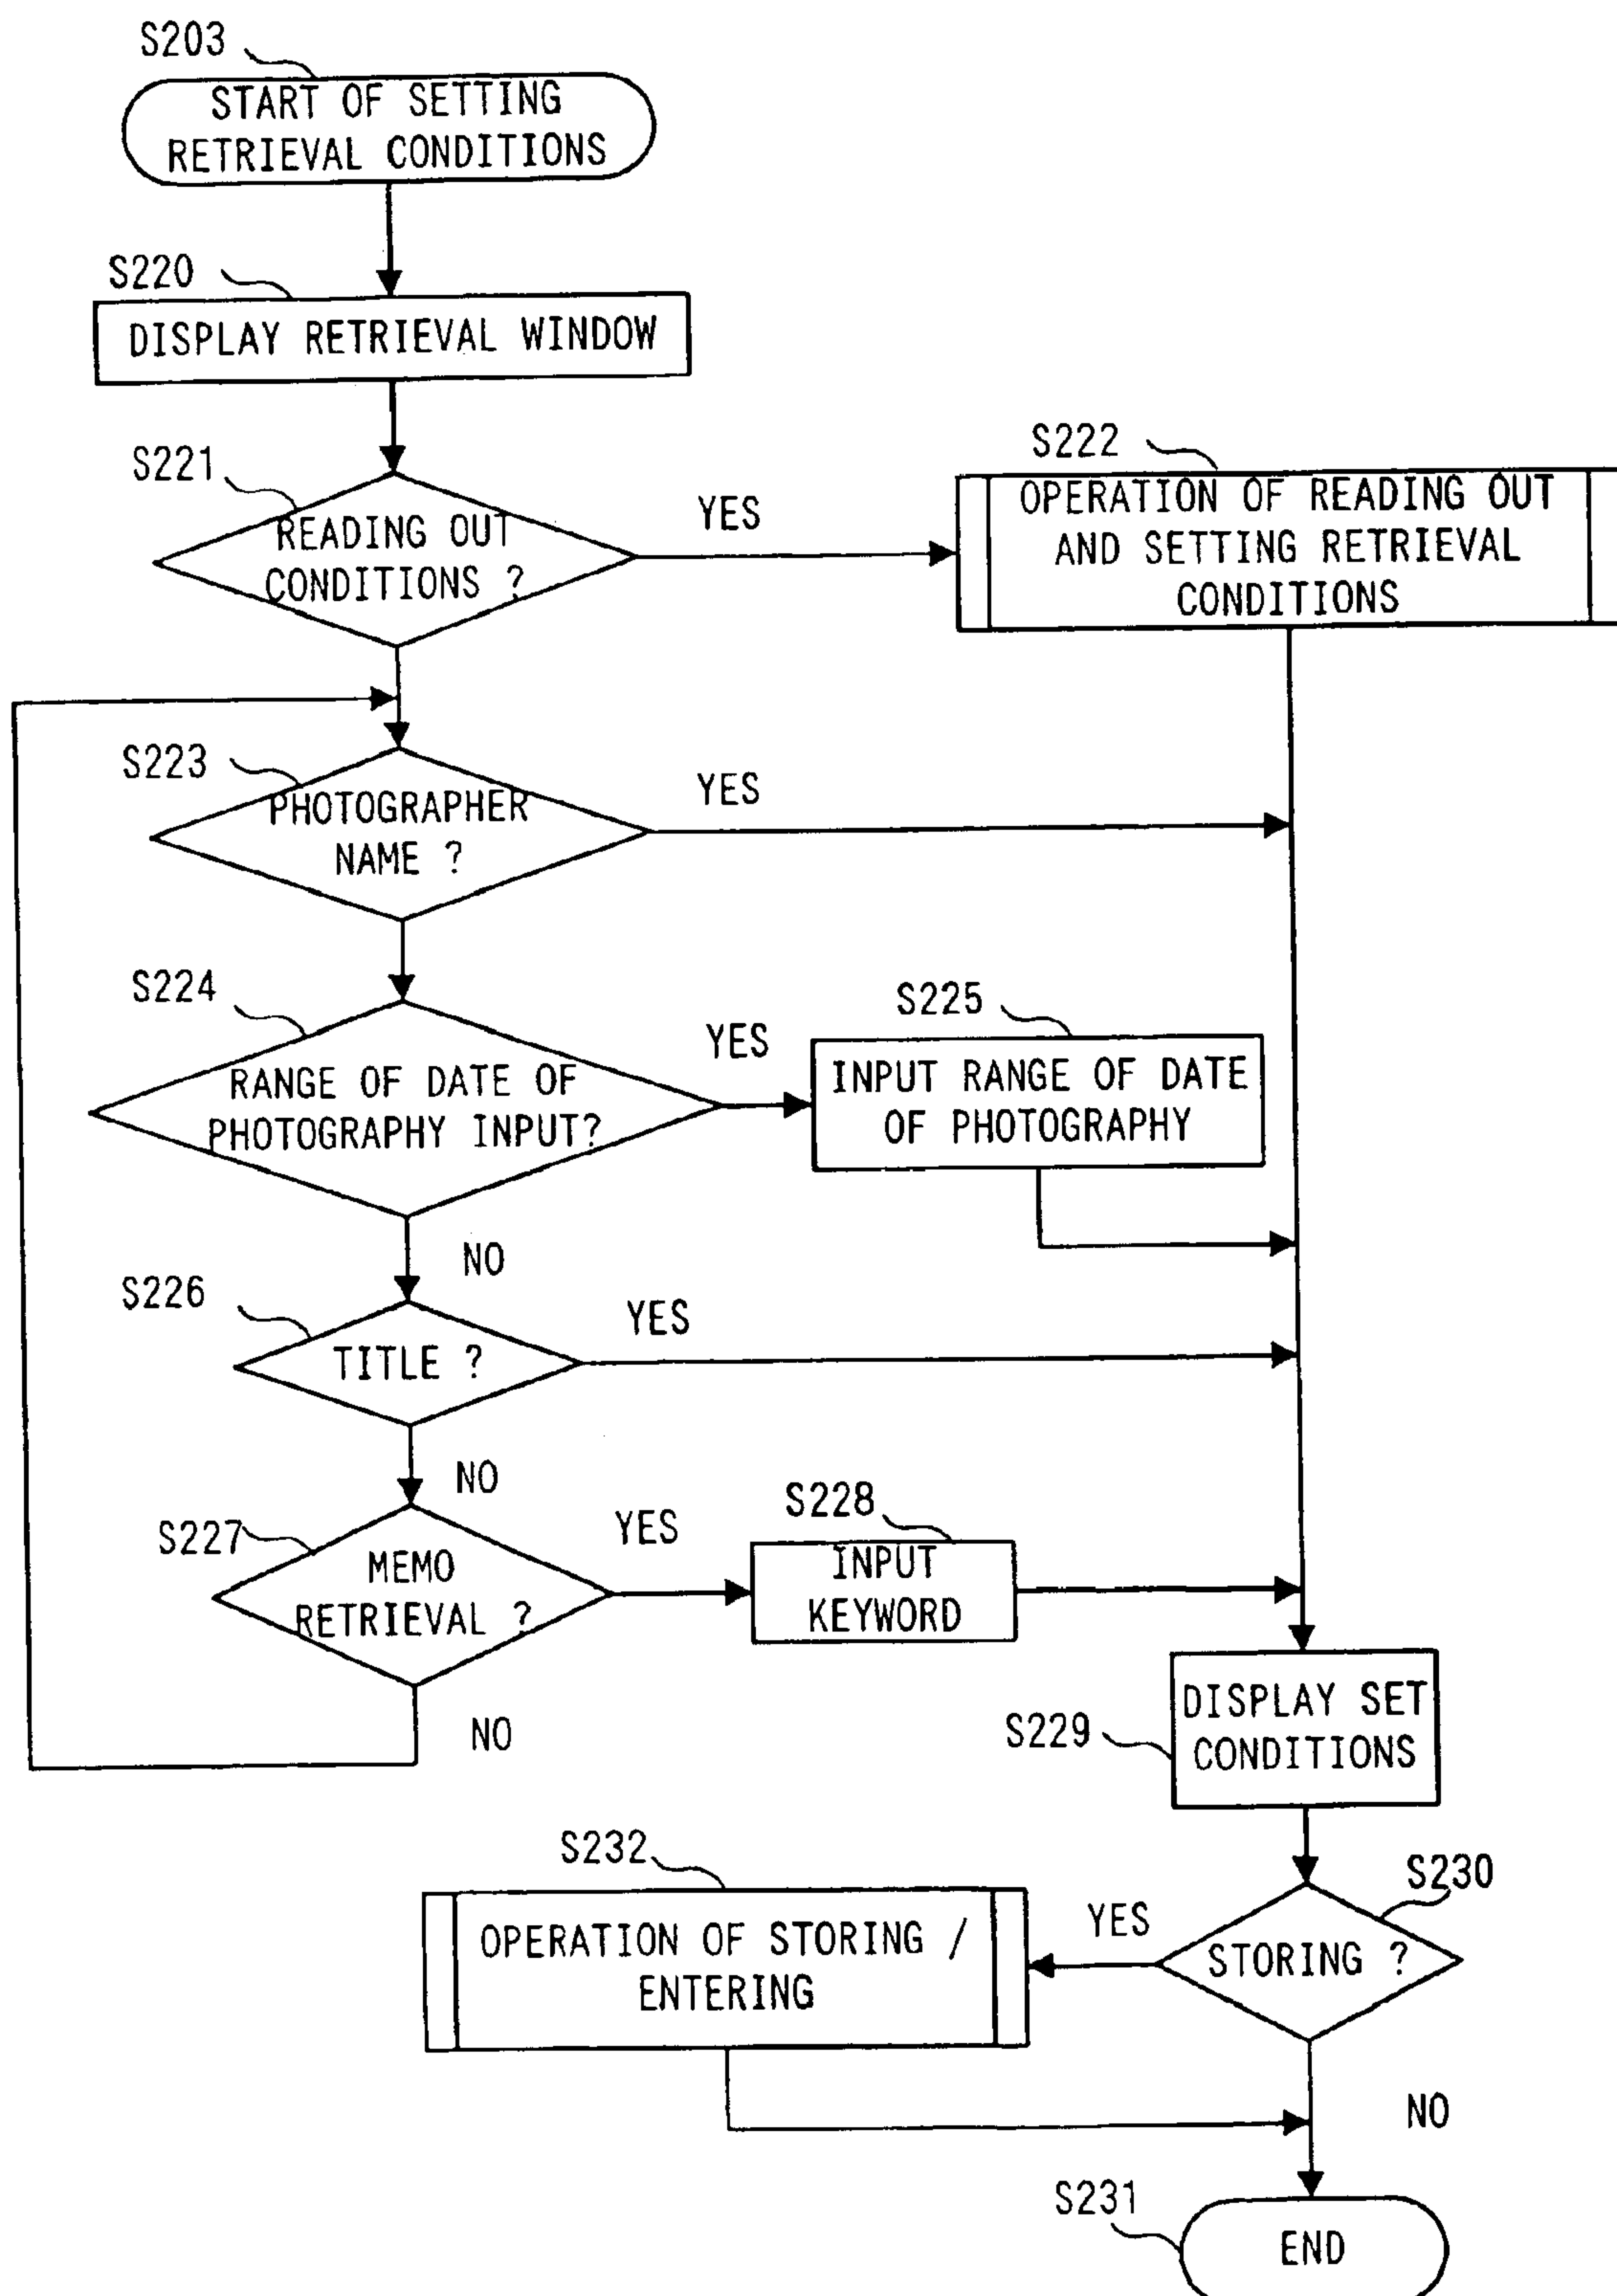 S203
START OF SETTING
RETRIEVAL CONDITIONS
S220
DISPLAY RETRIEVAL WINDOW
S221
READING OUT
CONDITIONS ?
YES
S222
OPERATION OF READING OUT
AND SETTING RETRIEVAL
CONDITIONS
S223
PHOTOGRAPHER
NAME ?
YES
S224
RANGE OF DATE OF
PHOTOGRAPHY INPUT?
YES
S225
INPUT RANGE OF DATE
OF PHOTOGRAPHY
NO
S226
TITLE ?
YES
NO
S227
MEMO
RETRIEVAL ?
YES
S228
INPUT
KEYWORD
NO
S229
DISPLAY SET
CONDITIONS
S230
STORING ?
YES
S232
OPERATION OF STORING /
ENTERING
NO
S231
END